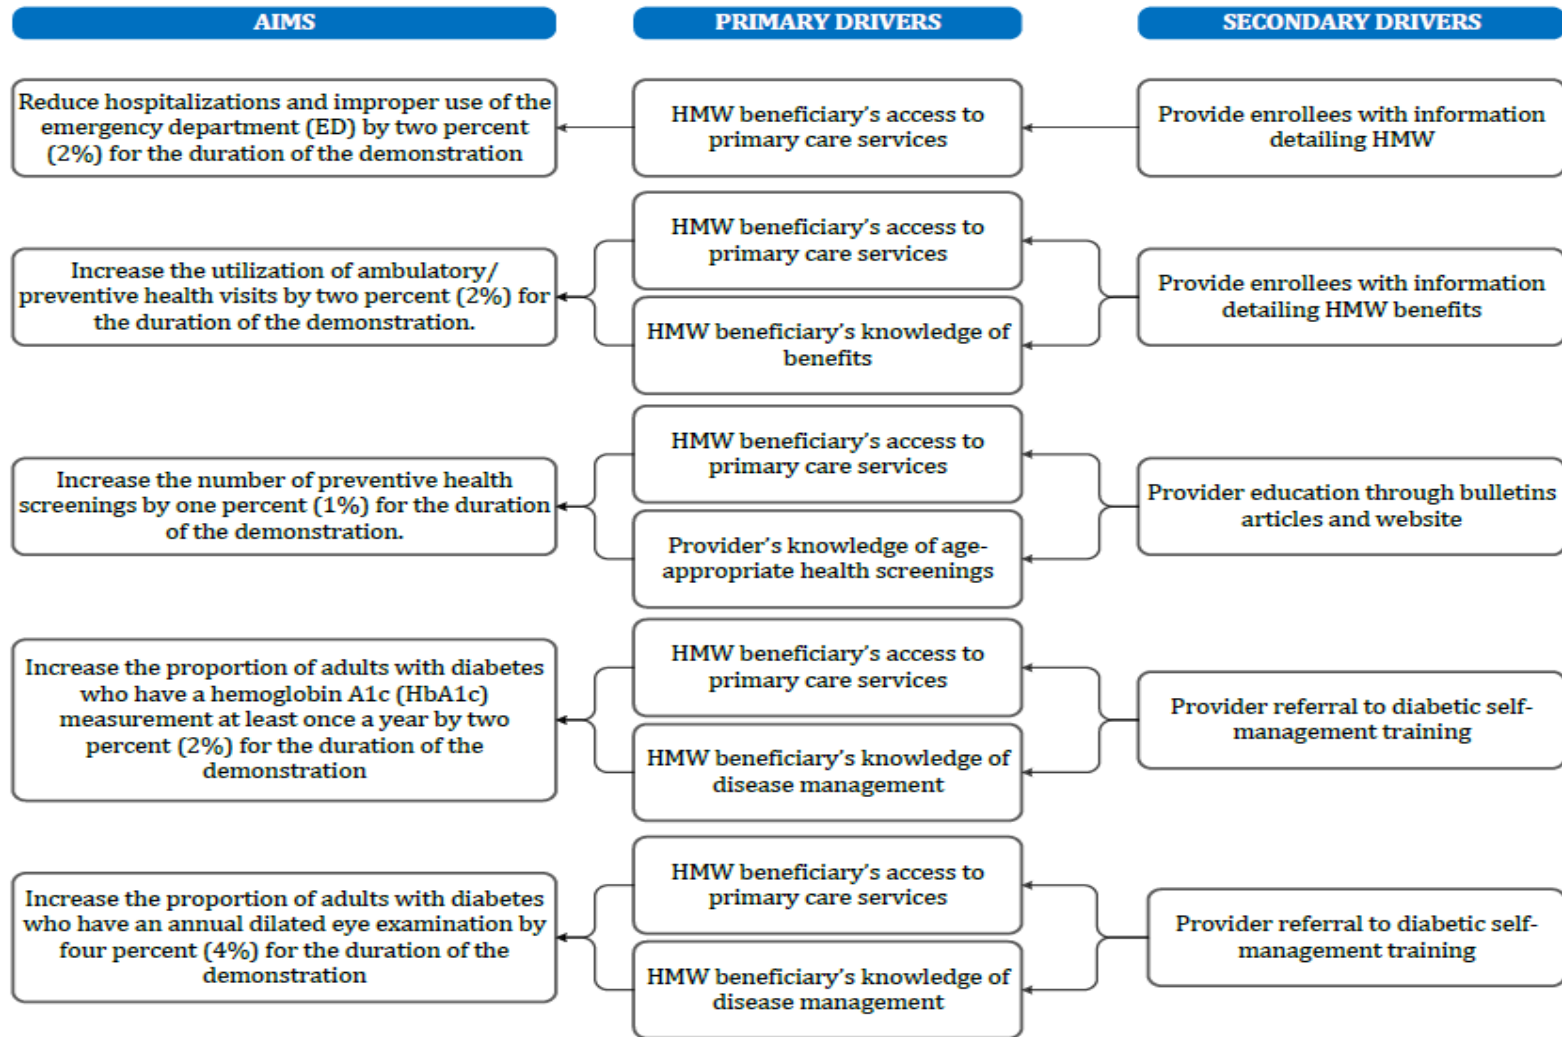 AIMS
PRIMARY DRIVERS
SECONDARY DRIVERS
Reduce hospitalizations and improper use of the
emergency department (ED) by two percent
(2%) for the duration of the demonstration
HMW beneficiary's access to
primary care services
Provide enrollees with information
detailing HMW
Increase the utilization of ambulatory/
preventive health visits by two percent (2%) for
the duration of the demonstration.
HMW beneficiary's access to
primary care services
HMW beneficiary's knowledge of
benefits
Provide enrollees with information
detailing HMW benefits
Increase the number of preventive health
screenings by one percent (1%) for the duration
of the demonstration.
HMW beneficiary's access to
primary care services
Provider's knowledge of age-
appropriate health screenings
Provider education through bulletins
articles and website
Increase the proportion of adults with diabetes
who have a hemoglobin A1c (HbA1c)
measurement at least once a year by two
percent (2%) for the duration of the
demonstration
HMW beneficiary's access to
primary care services
HMW beneficiary's knowledge of
disease management
Provider referral to diabetic self-
management training
Increase the proportion of adults with diabetes
who have an annual dilated eye examination by
four percent (4%) for the duration of the
demonstration
HMW beneficiary's access to
primary care services
HMW beneficiary's knowledge of
disease management
Provider referral to diabetic self-
management training